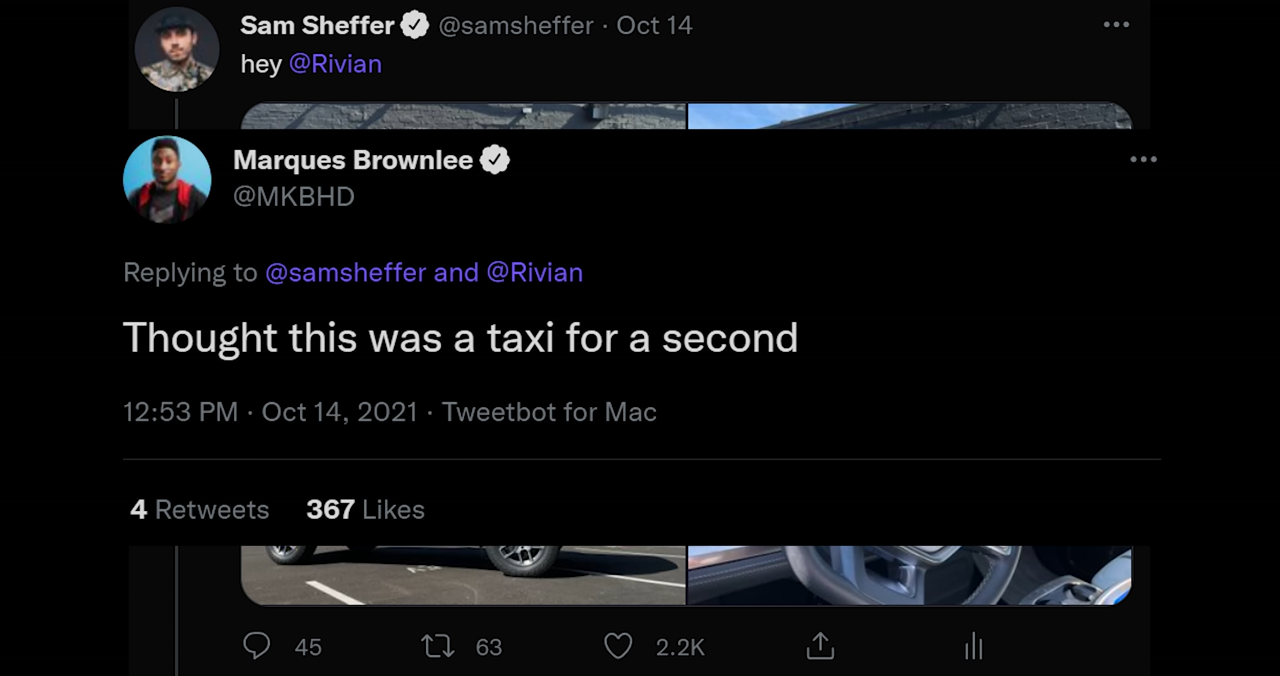 Sam Sheffer @samsheffer · Oct 14
hey @Rivian
Marques Brownlee
@MKBHD
Replying to @samsheffer and @Rivian
Thought this was a taxi for a second
12:53 PM · Oct 14, 2021 · Tweetbot for Mac
4 Retweets 367 Likes
45 63 2.2K